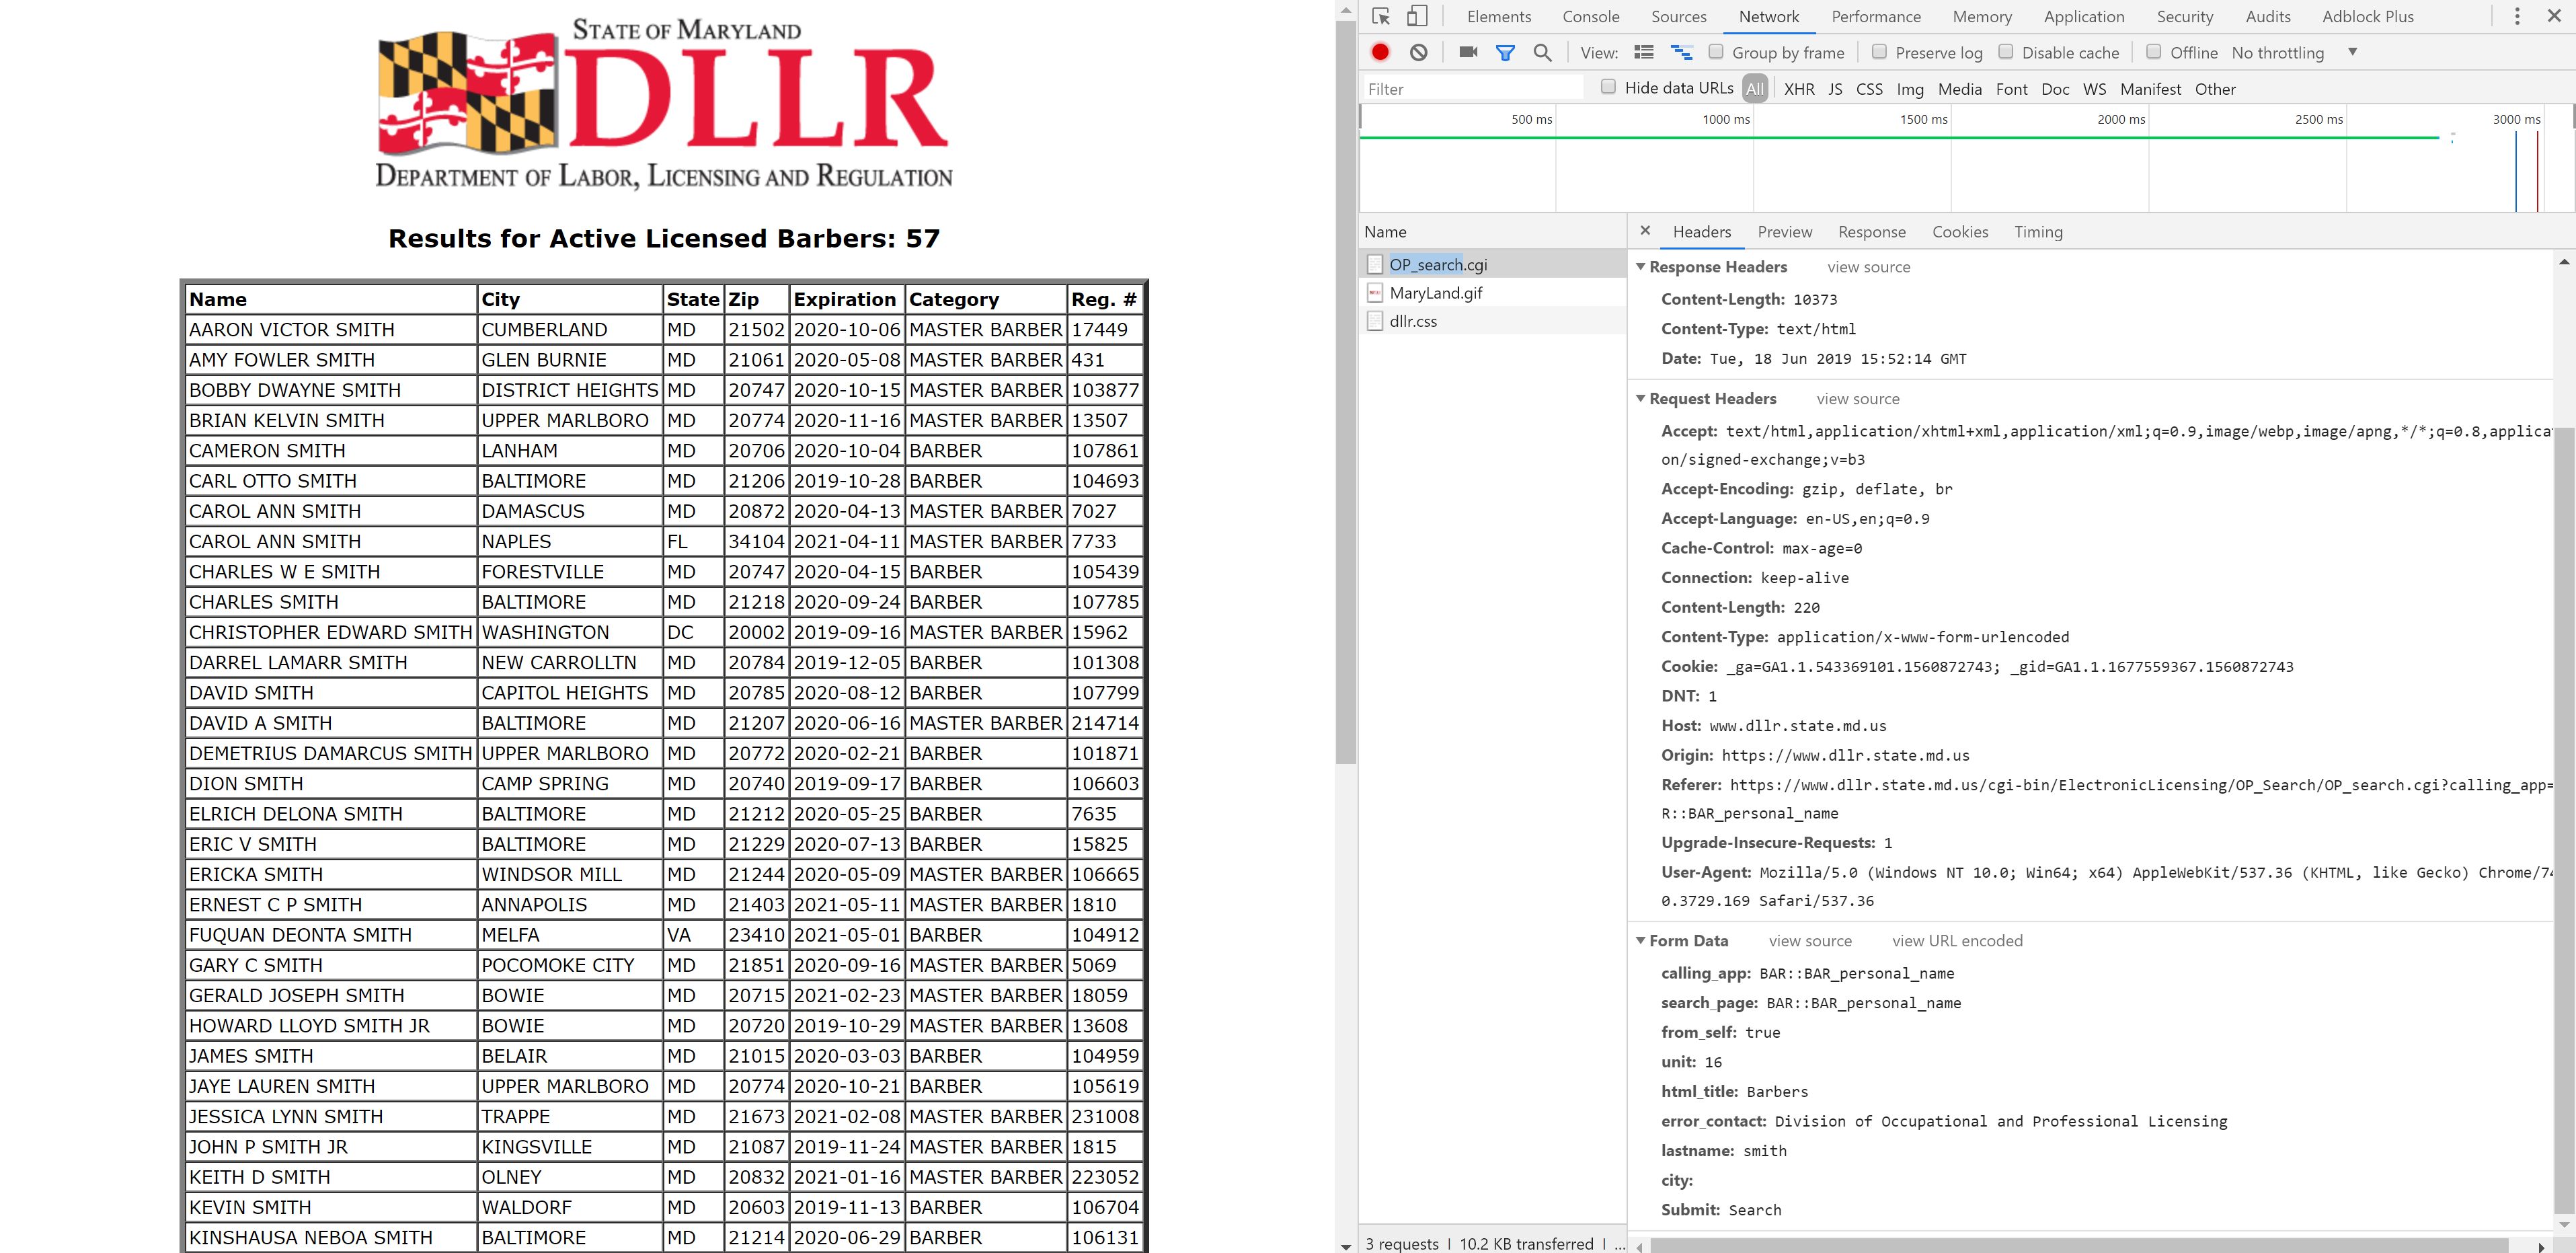 STATE OF MARYLAND
DLLR
DEPARTMENT OF LABOR, LICENSING AND REGULATION
Results for Active Licensed Barbers: 57
Name City State Zip Expiration Category Reg. #
AARON VICTOR SMITH CUMBERLAND MD 21502 2020-10-06 MASTER BARBER 17449
AMY FOWLER SMITH GLEN BURNIE MD 21061 2020-05-08 MASTER BARBER 431
BOBBY DWAYNE SMITH DISTRICT HEIGHTS MD 20747 2020-10-15 MASTER BARBER 103877
BRIAN KELVIN SMITH UPPER MARLBORO MD 20774 2020-11-16 MASTER BARBER 13507
CAMERON SMITH LANHAM MD 20706 2020-10-04 BARBER 107861
CARL OTTO SMITH BALTIMORE MD 21206 2019-10-28 BARBER 104693
CAROL ANN SMITH DAMASCUS MD 20872 2020-04-13 MASTER BARBER 7027
CAROL ANN SMITH NAPLES FL 34104 2021-04-11 MASTER BARBER 7733
CHARLES W E SMITH FORESTVILLE MD 20747 2020-04-15 BARBER 105439
CHARLES SMITH BALTIMORE MD 21218 2020-09-24 BARBER 107785
CHRISTOPHER EDWARD SMITH WASHINGTON DC 20002 2019-09-16 MASTER BARBER 15962
DARREL LAMARR SMITH NEW CARROLLTN MD 20784 2019-12-05 BARBER 101308
DAVID SMITH CAPITOL HEIGHTS MD 20785 2020-08-12 BARBER 107799
DAVID A SMITH BALTIMORE MD 21207 2020-06-16 MASTER BARBER 214714
DEMETRIUS DAMARCUS SMITH UPPER MARLBORO MD 20772 2020-02-21 BARBER 101871
DION SMITH CAMP SPRING MD 20740 2019-09-17 BARBER 106603
ELRICH DELONA SMITH BALTIMORE MD 21212 2020-05-25 BARBER 7635
ERIC V SMITH BALTIMORE MD 21229 2020-07-13 BARBER 15825
ERICKA SMITH WINDSOR MILL MD 21244 2020-05-09 MASTER BARBER 106665
ERNEST C P SMITH ANNAPOLIS MD 21403 2021-05-11 MASTER BARBER 1810
FUQUAN DEONTA SMITH MELFA VA 23410 2021-05-01 BARBER 104912
GARY C SMITH POCOMOKE CITY MD 21851 2020-09-16 MASTER BARBER 5069
GERALD JOSEPH SMITH BOWIE MD 20715 2021-02-23 MASTER BARBER 18059
HOWARD LLOYD SMITH JR BOWIE MD 20720 2019-10-29 MASTER BARBER 13608
JAMES SMITH BELAIR MD 21015 2020-03-03 BARBER 104959
JAYE LAUREN SMITH UPPER MARLBORO MD 20774 2020-10-21 BARBER 105619
JESSICA LYNN SMITH TRAPPE MD 21673 2021-02-08 MASTER BARBER 231008
JOHN P SMITH JR KINGSVILLE MD 21087 2019-11-24 MASTER BARBER 1815
KEITH D SMITH OLNEY MD 20832 2021-01-16 MASTER BARBER 223052
KEVIN SMITH WALDORF MD 20603 2019-11-13 BARBER 106704
KINSHAUSA NEBOA SMITH BALTIMORE MD 21214 2020-06-29 BARBER 106131
Elements Console Sources Network Performance Memory Application Security Audits Adblock Plus
View: Group by frame Preserve log Disable cache Offline No throttling
Filter Hide data URLs All XHR JS CSS Img Media Font Doc WS Manifest Other
500 ms 1000 ms 1500 ms 2000 ms 2500 ms 3000 ms
Name
OP_search.cgi
MaryLand.gif
dllr.css
3 requests | 10.2 KB transferred | ...
Headers Preview Response Cookies Timing
Response Headers view source
Content-Length: 10373
Content-Type: text/html
Date: Tue, 18 Jun 2019 15:52:14 GMT
Request Headers view source
Accept: text/html,application/xhtml+xml,application/xml;q=0.9,image/webp,image/apng,*/*;q=0.8,applica
on/signed-exchange;v=b3
Accept-Encoding: gzip, deflate, br
Accept-Language: en-US,en;q=0.9
Cache-Control: max-age=0
Connection: keep-alive
Content-Length: 220
Content-Type: application/x-www-form-urlencoded
Cookie: _ga=GA1.1.543369101.1560872743; _gid=GA1.1.1677559367.1560872743
DNT: 1
Host: www.dllr.state.md.us
Origin: https://www.dllr.state.md.us
Referer: https://www.dllr.state.md.us/cgi-bin/ElectronicLicensing/OP_Search/OP_search.cgi?calling_app=
R::BAR_personal_name
Upgrade-Insecure-Requests: 1
User-Agent: Mozilla/5.0 (Windows NT 10.0; Win64; x64) AppleWebKit/537.36 (KHTML, like Gecko) Chrome/74
0.3729.169 Safari/537.36
Form Data view source view URL encoded
calling_app: BAR::BAR_personal_name
search_page: BAR::BAR_personal_name
from_self: true
unit: 16
html_title: Barbers
error_contact: Division of Occupational and Professional Licensing
lastname: smith
city:
Submit: Search